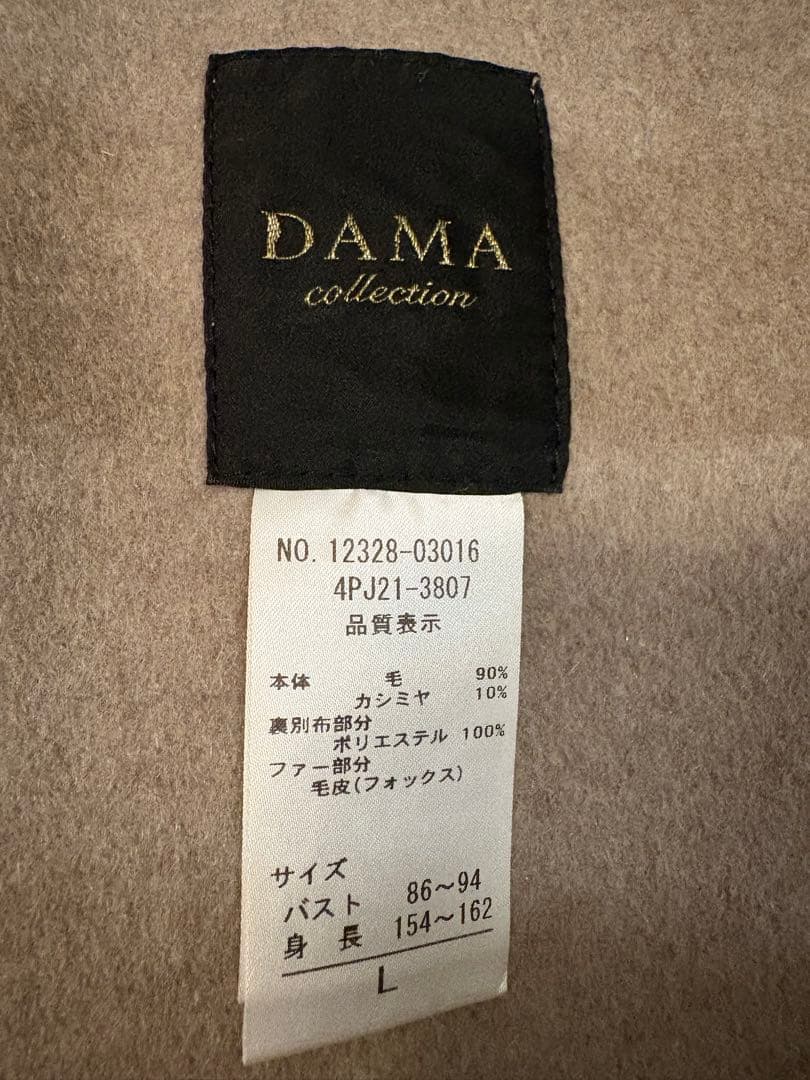 DAMA
collection
NO. 12328-03016
4PJ21-3807
品質表示
本体 毛 90%
カシミヤ 10%
裏別布部分
ポリエステル 100%
ファー部分
毛皮(フォックス)
サイズ
バスト 86～94
身長 154～162
L